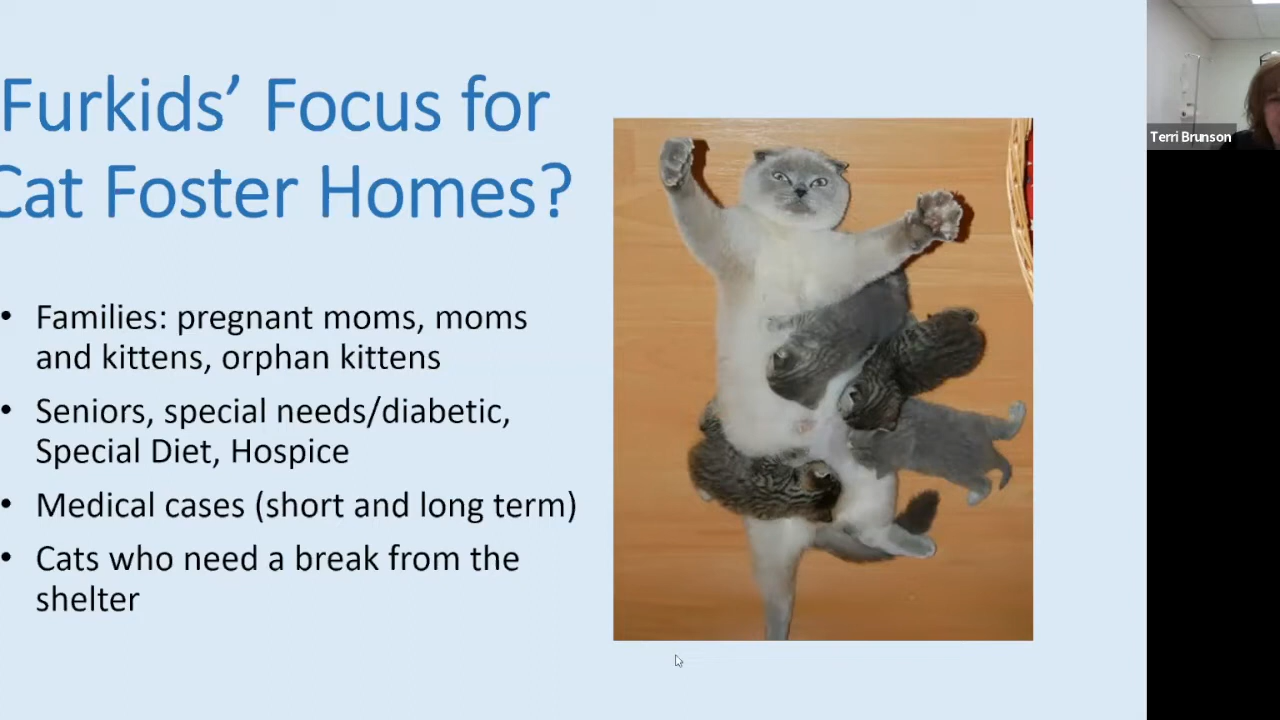 Furkids’ Focus for
Cat Foster Homes?
• Families: pregnant moms, moms
and kittens, orphan kittens
• Seniors, special needs/diabetic,
Special Diet, Hospice
• Medical cases (short and long term)
• Cats who need a break from the
shelter
Terri Brunson